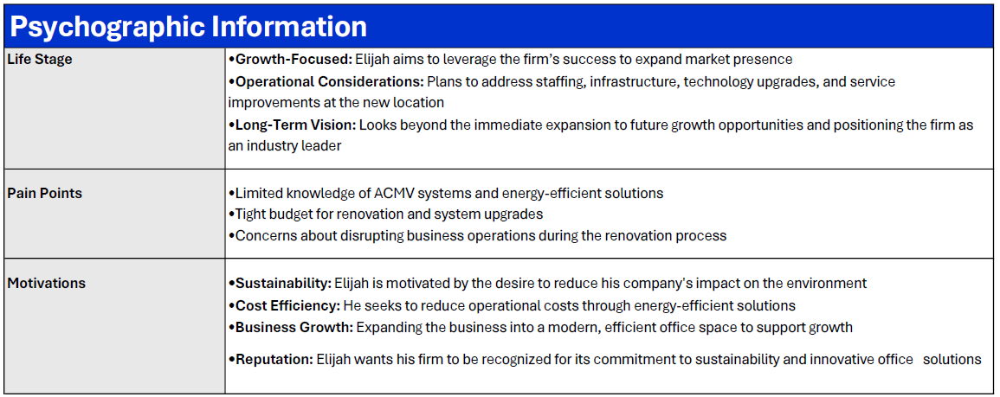 Psychographic Information
Life Stage
•Growth-Focused: Elijah aims to leverage the firm’s success to expand market presence
•Operational Considerations: Plans to address staffing, infrastructure, technology upgrades, and service
improvements at the new location
•Long-Term Vision: Looks beyond the immediate expansion to future growth opportunities and positioning the firm as
an industry leader
Pain Points
•Limited knowledge of ACMV systems and energy-efficient solutions
•Tight budget for renovation and system upgrades
•Concerns about disrupting business operations during the renovation process
Motivations
•Sustainability: Elijah is motivated by the desire to reduce his company's impact on the environment
•Cost Efficiency: He seeks to reduce operational costs through energy-efficient solutions
•Business Growth: Expanding the business into a modern, efficient office space to support growth
•Reputation: Elijah wants his firm to be recognized for its commitment to sustainability and innovative office solutions